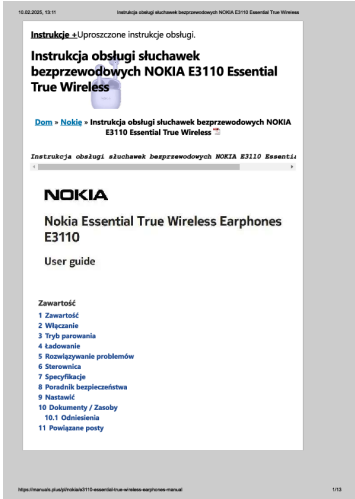 10.02.2025, 13:11 Instrukcja obsługi słuchawek bezprzewodowych NOKIA E3110 Essential True Wireless
Instrukcje +Uproszczone instrukcje obsługi.
Instrukcja obsługi słuchawek
bezprzewodowych NOKIA E3110 Essential
True Wireless
Dom » Nokię » Instrukcja obsługi słuchawek bezprzewodowych NOKIA
E3110 Essential True Wireless
Instrukcja obsługi słuchawek bezprzewodowych NOKIA E3110 Essentia
NOKIA
Nokia Essential True Wireless Earphones
E3110
User guide
Zawartość
1 Zawartość
2 Włączanie
3 Tryb parowania
4 Ładowanie
5 Rozwiązywanie problemów
6 Sterownica
7 Specyfikacje
8 Poradnik bezpieczeństwa
9 Nastawić
10 Dokumenty / Zasoby
10.1 Odniesienia
11 Powiązane posty
https://manuals.plus/pl/nokia/e3110-essential-true-wireless-earphones-manual 1/13